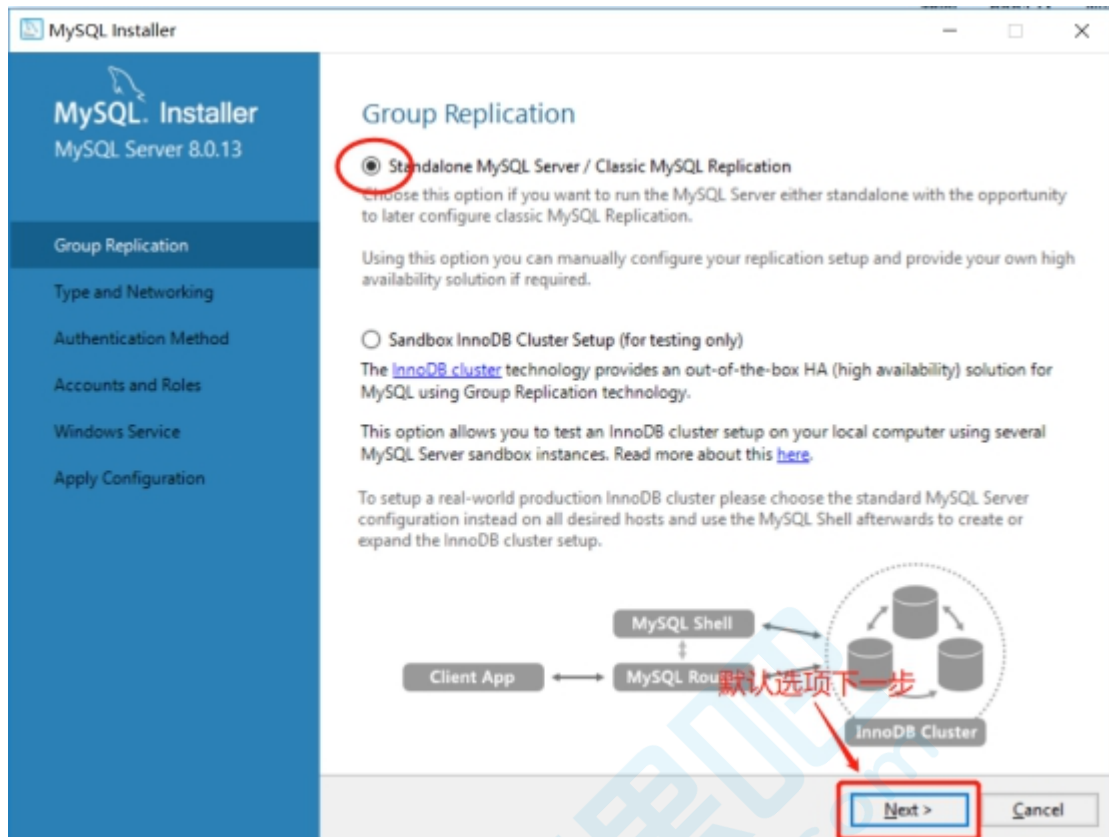 MySQL Installer
MySQL. Installer
MySQL Server 8.0.13
Group Replication
Type and Networking
Authentication Method
Accounts and Roles
Windows Service
Apply Configuration
Group Replication
Standalone MySQL Server / Classic MySQL Replication
Choose this option if you want to run the MySQL Server either standalone with the opportunity
to later configure classic MySQL Replication.
Using this option you can manually configure your replication setup and provide your own high
availability solution if required.
Sandbox InnoDB Cluster Setup (for testing only)
The InnoDB cluster technology provides an out-of-the-box HA (high availability) solution for
MySQL using Group Replication technology.
This option allows you to test an InnoDB cluster setup on your local computer using several
MySQL Server sandbox instances. Read more about this here.
To setup a real-world production InnoDB cluster please choose the standard MySQL Server
configuration instead on all desired hosts and use the MySQL Shell afterwards to create or
expand the InnoDB cluster setup.
MySQL Shell
Client App
MySQL
默认选项下一步
InnoDB Cluster
Next >
Cancel